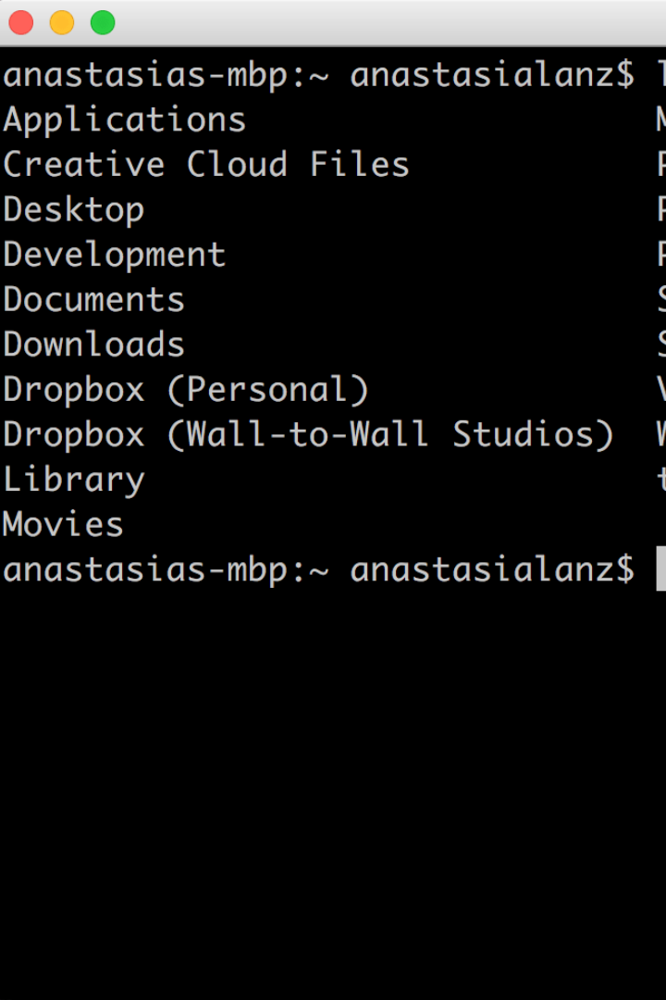 anastasias-mbp:~ anastasialanz$
Applications
Creative Cloud Files
Desktop
Development
Documents
Downloads
Dropbox (Personal)
Dropbox (Wall-to-Wall Studios)
Library
Movies
anastasias-mbp:~ anastasialanz$